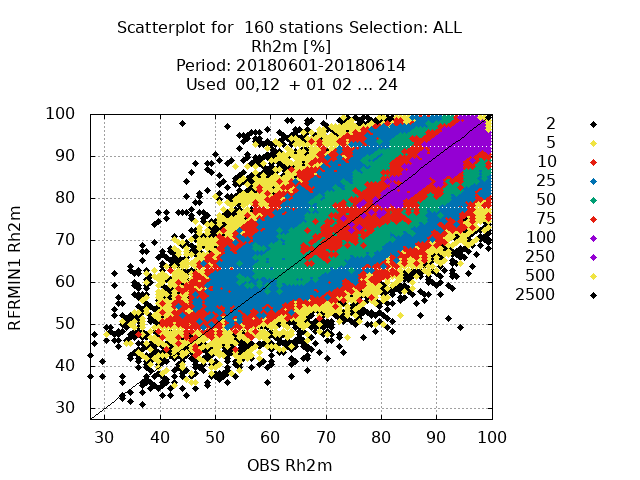 Scatterplot for 160 stations Selection: ALL
Rh2m [%]
Period: 20180601-20180614
Used 00,12 + 01 02 ... 24
100
90
80
70
60
50
40
30
30 40 50 60 70 80 90 100
RFRMIN1 Rh2m
OBS Rh2m
2
5
10
25
50
75
100
250
500
2500